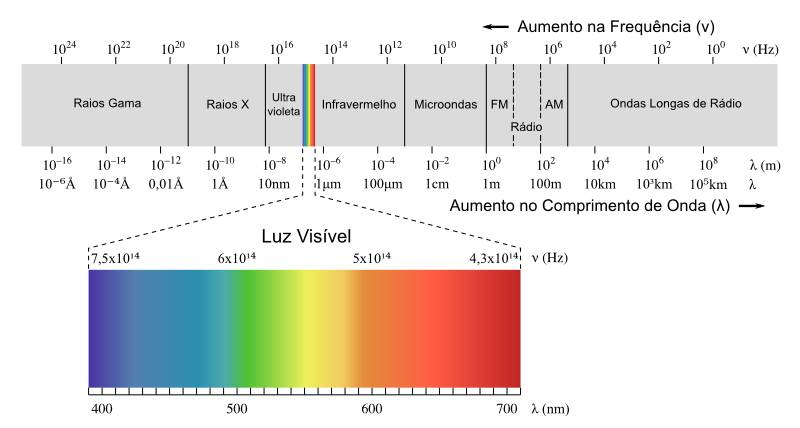 Aumento na Frequência (ν)
10²⁴ 10²² 10²⁰ 10¹⁸ 10¹⁶ 10¹⁴ 10¹² 10¹⁰ 10⁸ 10⁶ 10⁴ 10² 10⁰ ν (Hz)
Raios Gama Raios X Ultra violeta Infravermelho Microondas FM Rádio AM Ondas Longas de Rádio
10⁻¹⁶ 10⁻¹⁴ 10⁻¹² 10⁻¹⁰ 10⁻⁸ 10⁻⁶ 10⁻⁴ 10⁻² 10⁰ 10² 10⁴ 10⁶ 10⁸ λ (m)
10⁻⁶Å 10⁻⁴Å 0,01Å 1Å 10nm 1μm 100μm 1cm 1m 100m 10km 10³km 10⁵km λ
Aumento no Comprimento de Onda (λ)
Luz Visível
7,5x10¹⁴ 6x10¹⁴ 5x10¹⁴ 4,3x10¹⁴ ν (Hz)
400 500 600 700 λ (nm)